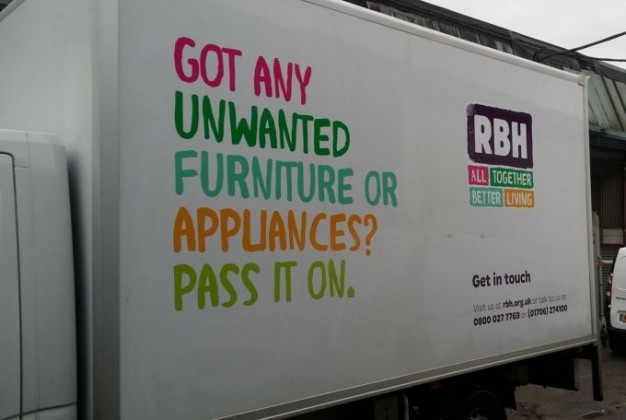 GOT ANY
UNWANTED
FURNITURE OR
APPLIANCES?
PASS IT ON.
RBH
ALL TOGETHER
BETTER LIVING
Get in touch
Visit us at rbh.org.uk or talk to us on
0800 027 7769 or (01706) 274100